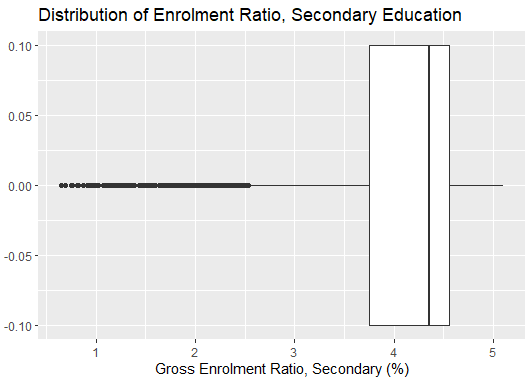 Distribution of Enrolment Ratio, Secondary Education
0.10
0.05
0.00
-0.05
-0.10
1 2 3 4 5
Gross Enrolment Ratio, Secondary (%)